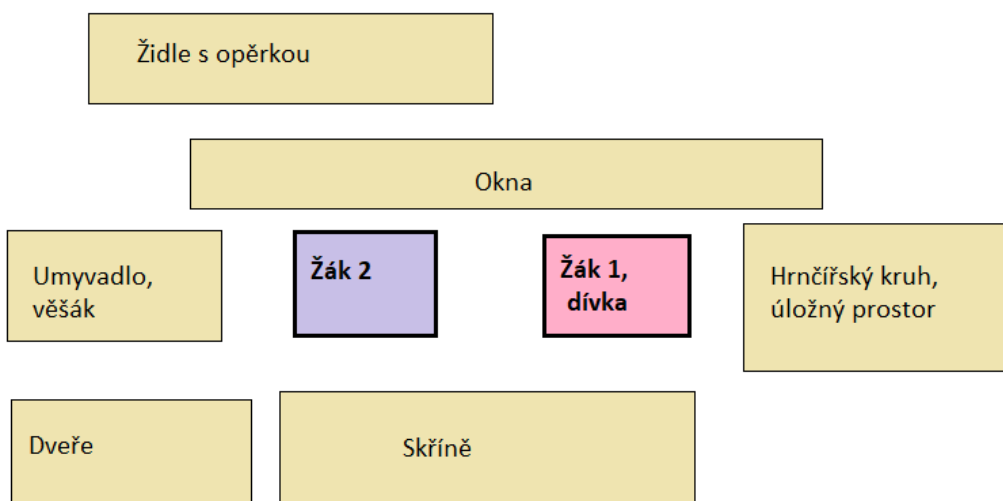 Židle s opěrkou
Okna
Umyvadlo,
věšák
Žák 2
Žák 1,
dívka
Hrnčířský kruh,
úložný prostor
Dveře
Skříně